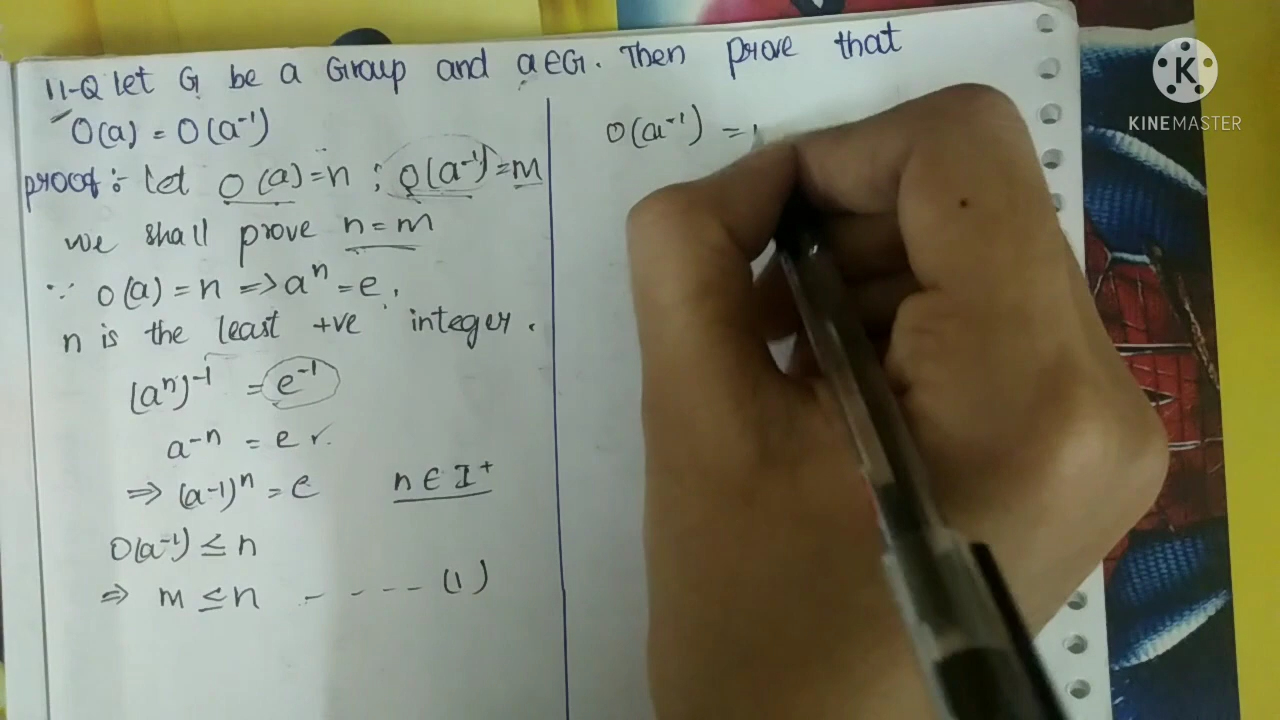 11-Q let G be a Group and a∈G. Then prove that
O(a) = O(a⁻¹)
proof :- let O(a)=n ; O(a⁻¹)=m
we shall prove n=m
∵ O(a) = n => aⁿ = e,
n is the least +ve integer.
(aⁿ)⁻¹ = e⁻¹
a⁻ⁿ = e
=> (a-1)ⁿ = e n∈I⁺
O(a⁻¹) ≤ n
=> m ≤ n - - - - (1)
O(a⁻¹) =
K
KINEMASTER